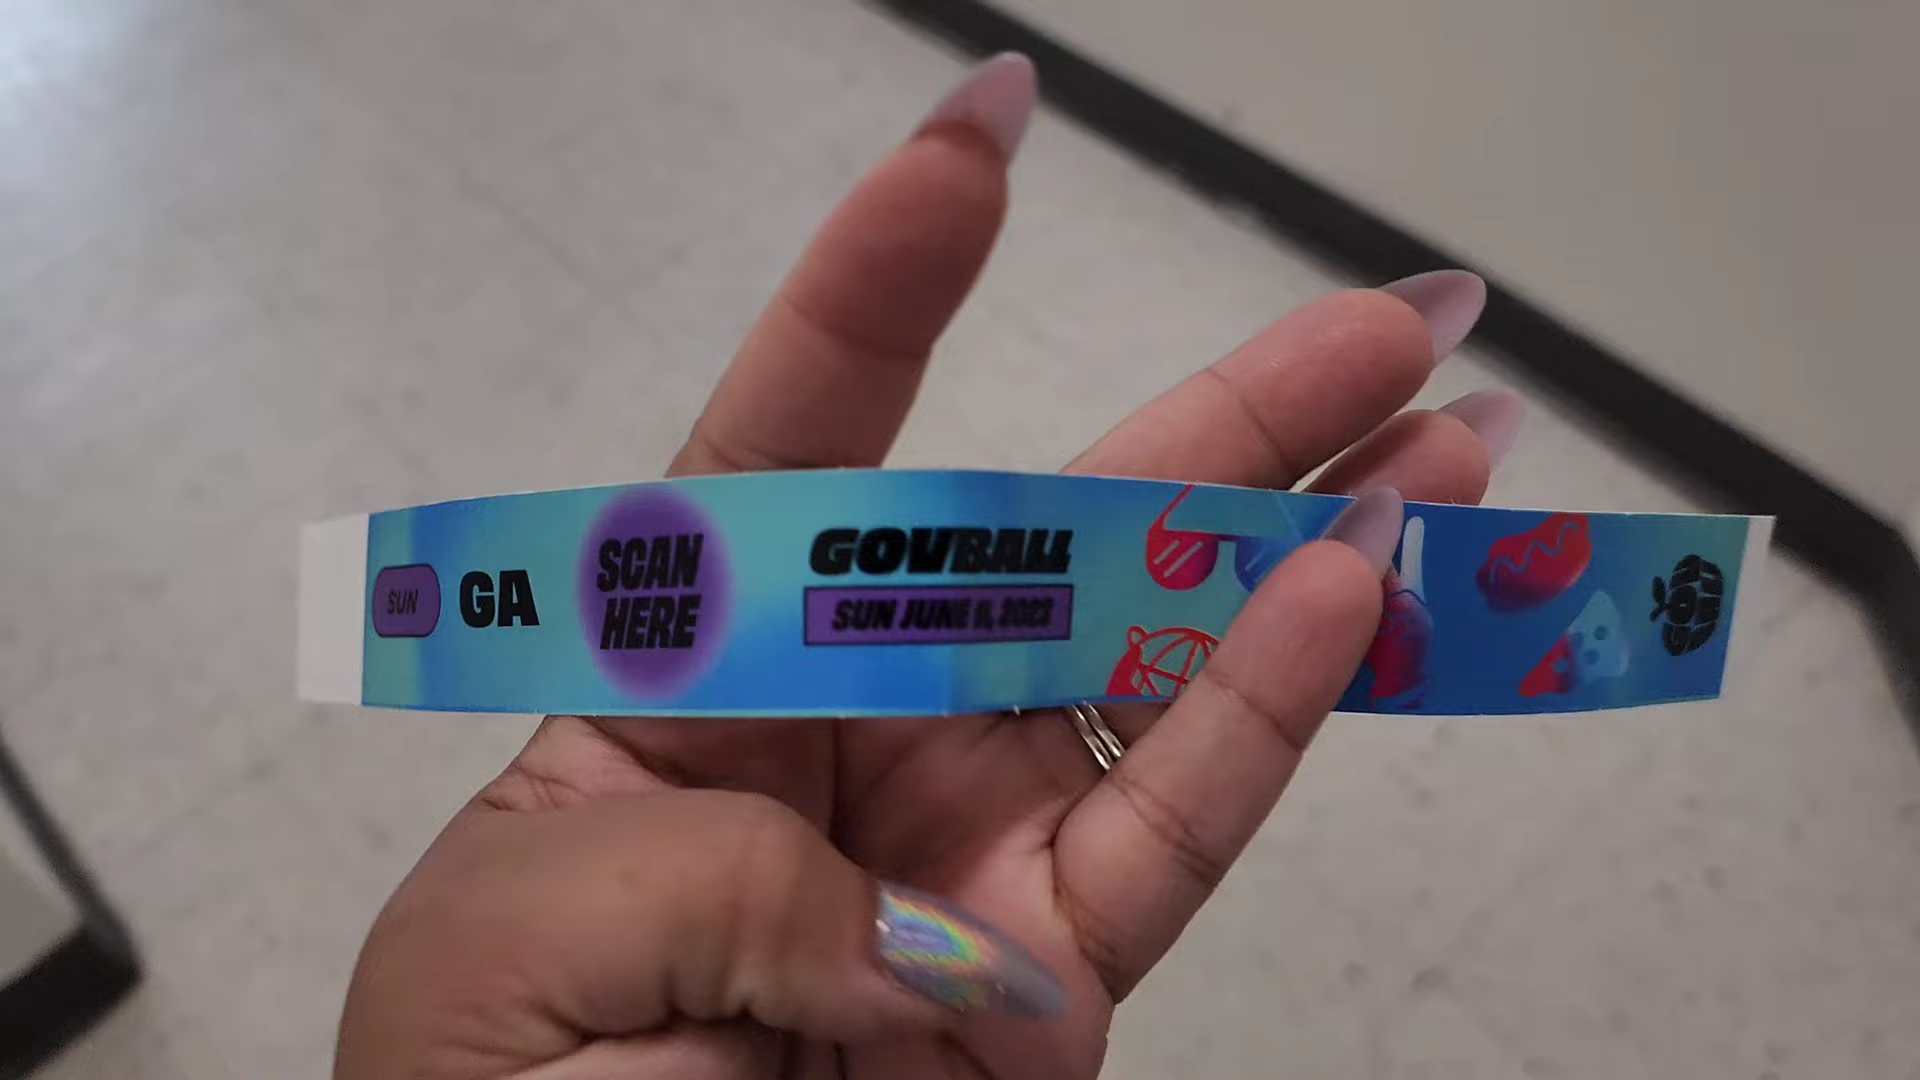 SUN
GA
SCAN
HERE
GOVBALL
SUN JUNE 11, 2023